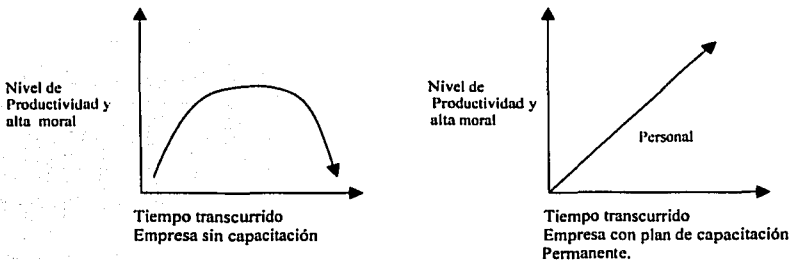 Nivel de
Productividad y
alta moral
Tiempo transcurrido
Empresa sin capacitación
Nivel de
Productividad y
alta moral
Personal
Tiempo transcurrido
Empresa con plan de capacitación
Permanente.